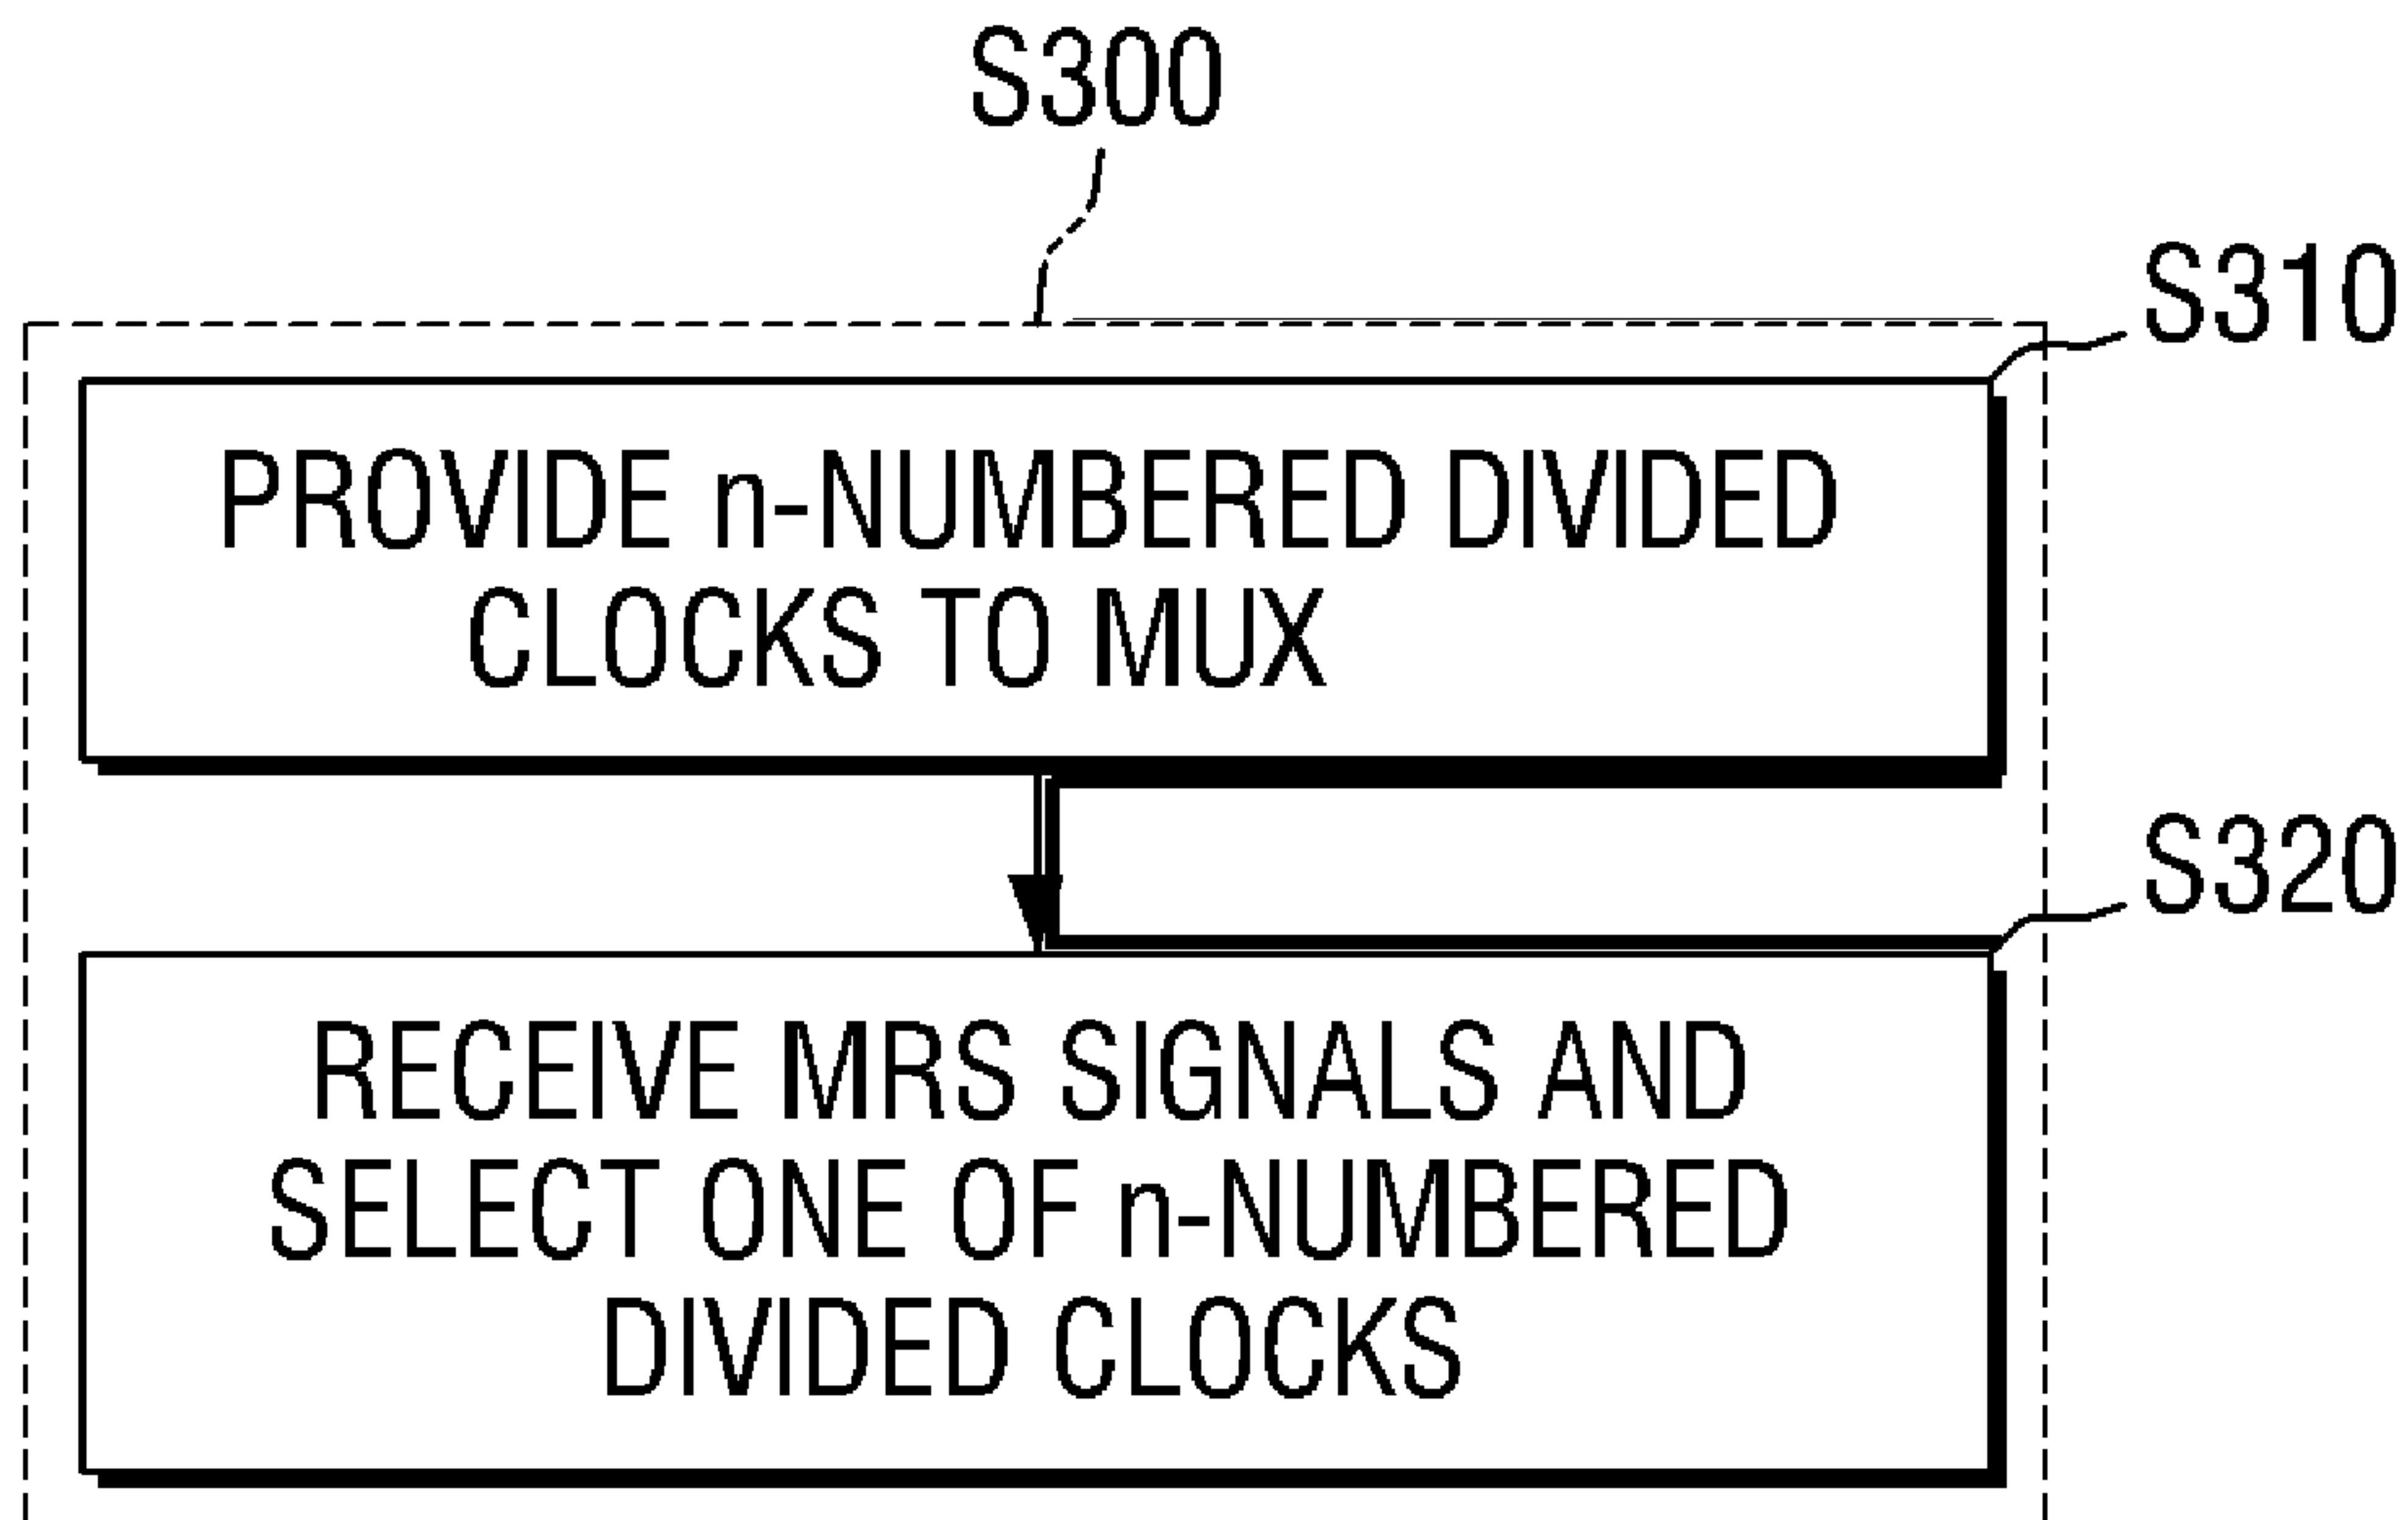 S300
S310
PROVIDE n-NUMBERED DIVIDED
CLOCKS TO MUX
S320
RECEIVE MRS SIGNALS AND
SELECT ONE OF n-NUMBERED
DIVIDED CLOCKS